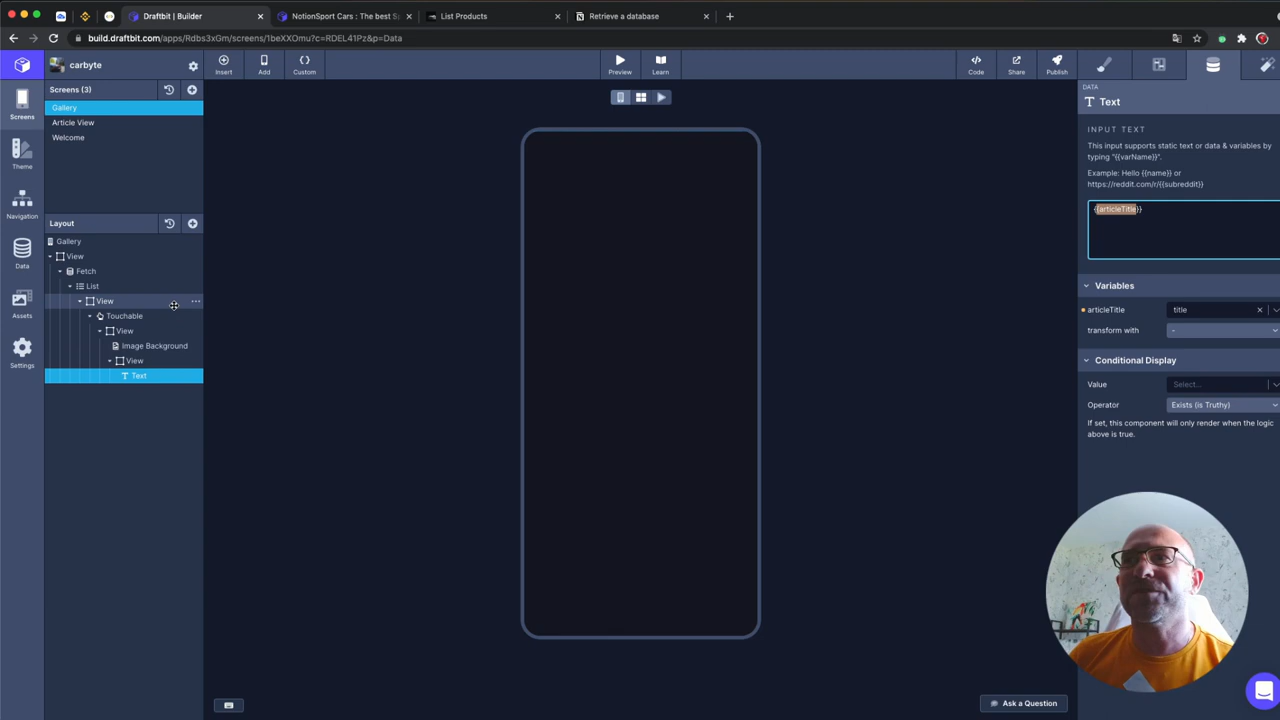 Draftbit | Builder
NotionSport Cars : The best S
List Products
Retrieve a database
build.draftbit.com/apps/Rdbs3xGm/screens/1beXXOmu?c=RDEL41Pz&p=Data
carbyte
Insert
Add
Custom
Preview
Learn
Code
Share
Publish
Screens (3)
Gallery
Article View
Welcome
Screens
Theme
Navigation
Data
Assets
Settings
Layout
Gallery
View
Fetch
List
View
Touchable
View
Image Background
View
Text
DATA
Text
INPUT TEXT
This input supports static text or data & variables by
typing "{{varName}}".
Example: Hello {{name}} or
https://reddit.com/r/{{subreddit}}
{{articleTitle}}
Variables
articleTitle
title
transform with
-
Conditional Display
Value
Select...
Operator
Exists (is Truthy)
If set, this component will only render when the logic
above is true.
Ask a Question